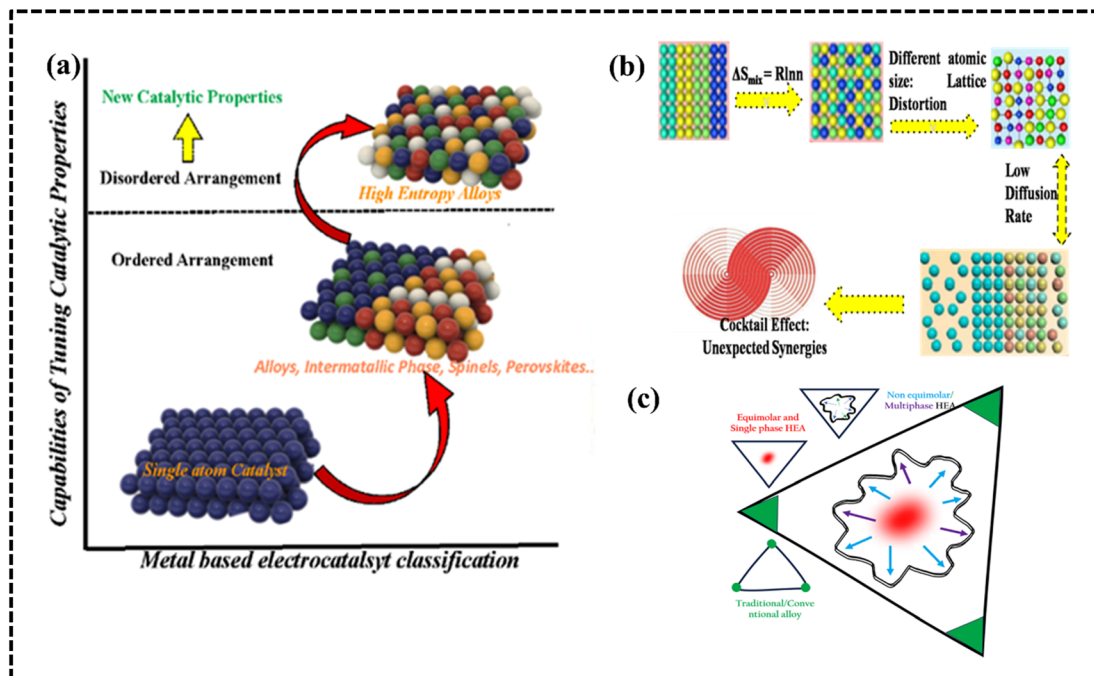 (a)
Capabilities of Tuning Catalytic Properties
New Catalytic Properties
Disordered Arrangement
High Entropy Alloys
Ordered Arrangement
Alloys, Intermatallic Phase, Spinels, Perovskites..
Single atom Catalyst
Metal based electrocatalsyt classification
(b)
ΔSmix= Rlnn
Different atomic
size: Lattice
Distortion
Low
Diffusion
Rate
Cocktail Effect:
Unexpected Synergies
(c)
Equimolar and
Single phase HEA
Non equimolar/
Multiphase HEA
Traditional/Conve
ntional alloy